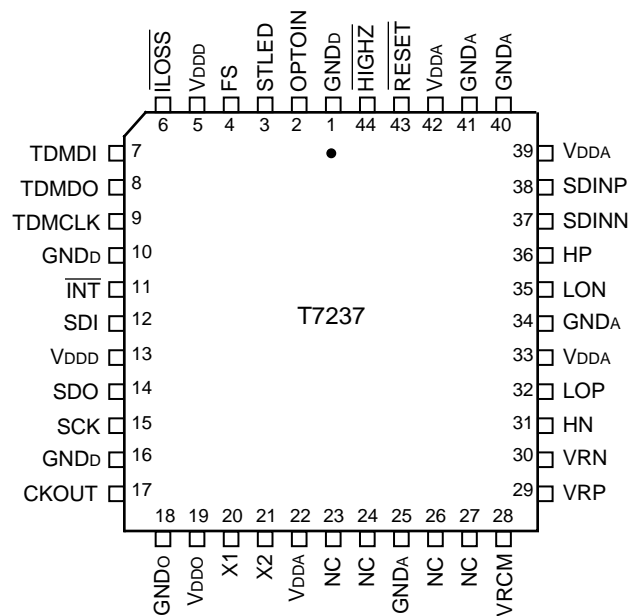 ILOSS
VDDD
FS
STLED
OPTOIN
GNDD
HIGHZ
RESET
VDDA
GNDA
GNDA
6 5 4 3 2 1 44 43 42 41 40
TDMDI 7
TDMDO 8
TDMCLK 9
GNDD 10
INT 11
SDI 12
VDDD 13
SDO 14
SCK 15
GNDD 16
CKOUT 17
T7237
39 VDDA
38 SDINP
37 SDINN
36 HP
35 LON
34 GNDA
33 VDDA
32 LOP
31 HN
30 VRN
29 VRP
18 19 20 21 22 23 24 25 26 27 28
GNDO
VDDO
X1
X2
VDDA
NC
NC
GNDA
NC
NC
VRCM